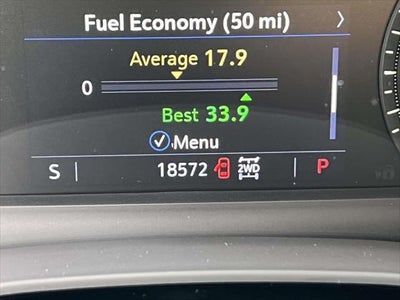 Fuel Economy (50 mi)
Average 17.9
0
Best 33.9
Menu
S 18572 2WD P